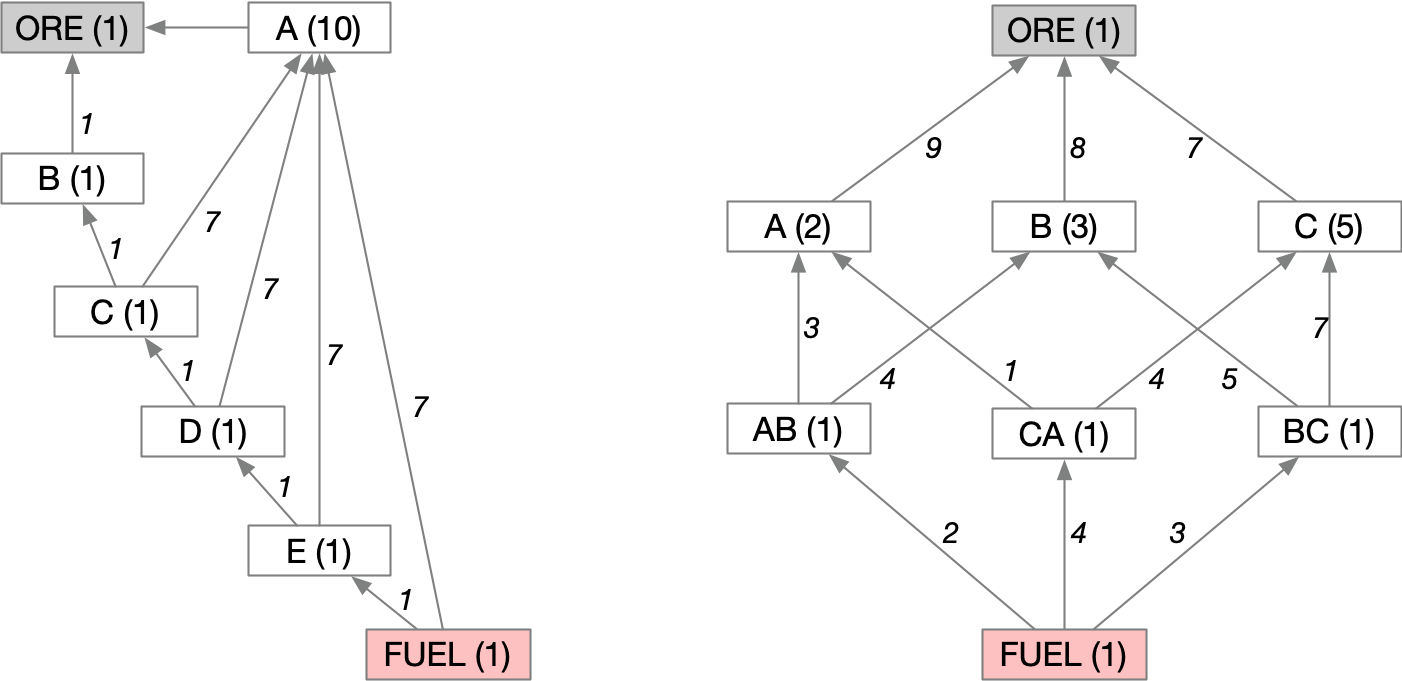 ORE (1)
A (10)
1
B (1)
1
7
C (1)
7
1
D (1)
7
1
7
E (1)
1
FUEL (1)
ORE (1)
9
8
7
A (2)
B (3)
C (5)
3
7
4
1
4
5
AB (1)
CA (1)
BC (1)
2
4
3
FUEL (1)